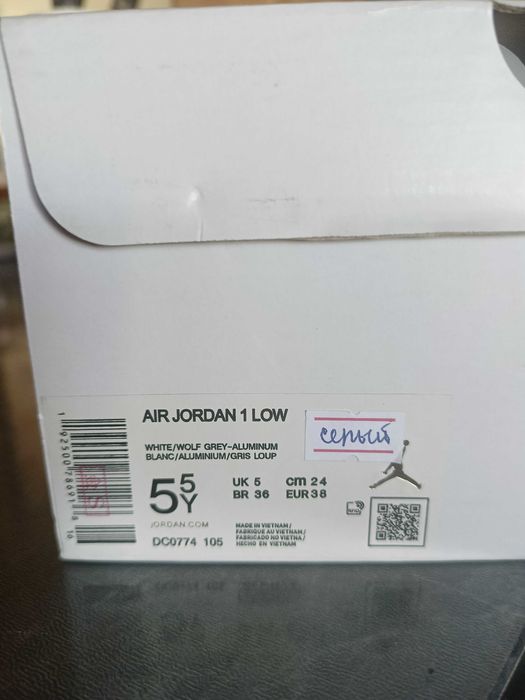 AIR JORDAN 1 LOW
серый
WHITE/WOLF GREY-ALUMINUM
BLANC/ALUMINIUM/GRIS LOUP
5 5Y
UK 5 cm 24
BR 36 EUR 38
JORDAN.COM
DC0774 105
MADE IN VIETNAM/
FABRIQUE AU VIETNAM/
FABRICADO NO VIETNA/
HECHO EN VIETNAM